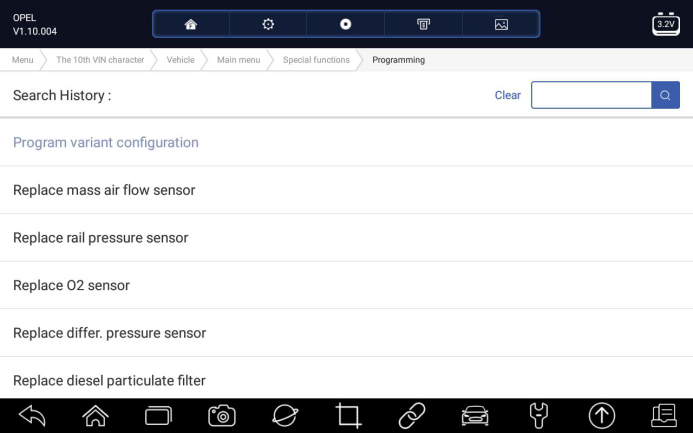 OPEL
V1.10.004
3.2V
Menu The 10th VIN character Vehicle Main menu Special functions Programming
Search History :
Clear
Program variant configuration
Replace mass air flow sensor
Replace rail pressure sensor
Replace O2 sensor
Replace differ. pressure sensor
Replace diesel particulate filter